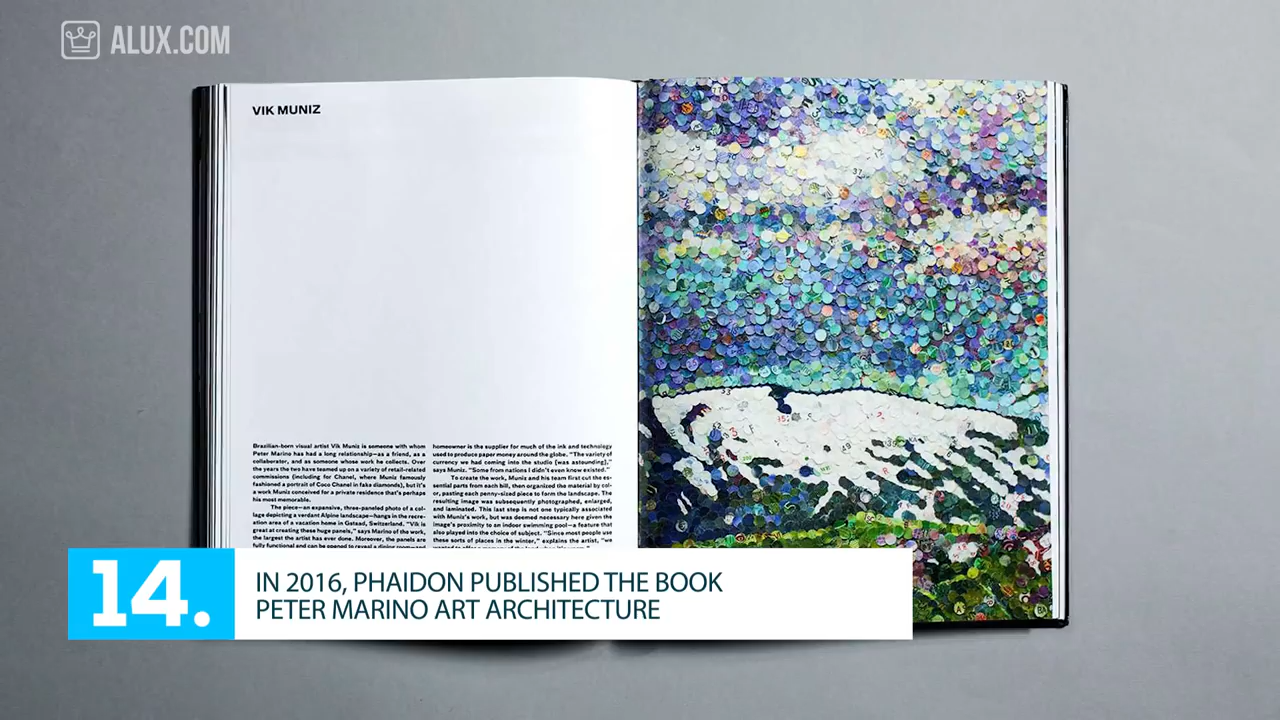 ALUX.COM
VIK MUNIZ
Brazilian-born visual artist Vik Muniz is someone with whom
Peter Marino has had a long relationship—as a friend, as a
collaborator, and as someone whose work he collects. Over
the years the two have teamed up on a variety of retail-related
commissions (including for Chanel, where Muniz famously
fashioned a portrait of Coco Chanel in fake diamonds), but it's
a work Muniz conceived for a private residence that's perhaps
his most memorable.
The piece—an expansive, three-paneled photo of a col-
lage depicting a verdant Alpine landscape—hangs in the recre-
ation area of a vacation home in Gstaad, Switzerland. "Vik is
great at creating these huge panels," says Marino of the work,
the largest the artist has ever done. Moreover, the panels are
fully functional and can be opened to reveal a dining room
homeowner is the supplier for much of the ink and technology
used to produce paper money around the globe. "The variety of
currency we had coming into the studio [was astounding],"
says Muniz. "Some from nations I didn't even know existed."
To create the work, Muniz and his team first cut the es-
sential parts from each bill, then organized the material by col-
or, pasting each penny-sized piece to form the landscape. The
resulting image was subsequently photographed, enlarged,
and laminated. This last step is not one typically associated
with Muniz's work, but was deemed necessary here given the
image's proximity to an indoor swimming pool—a feature that
also played into the choice of subject. "Since most people use
these sorts of places in the winter," explains the artist, "we
14.
IN 2016, PHAIDON PUBLISHED THE BOOK
PETER MARINO ART ARCHITECTURE